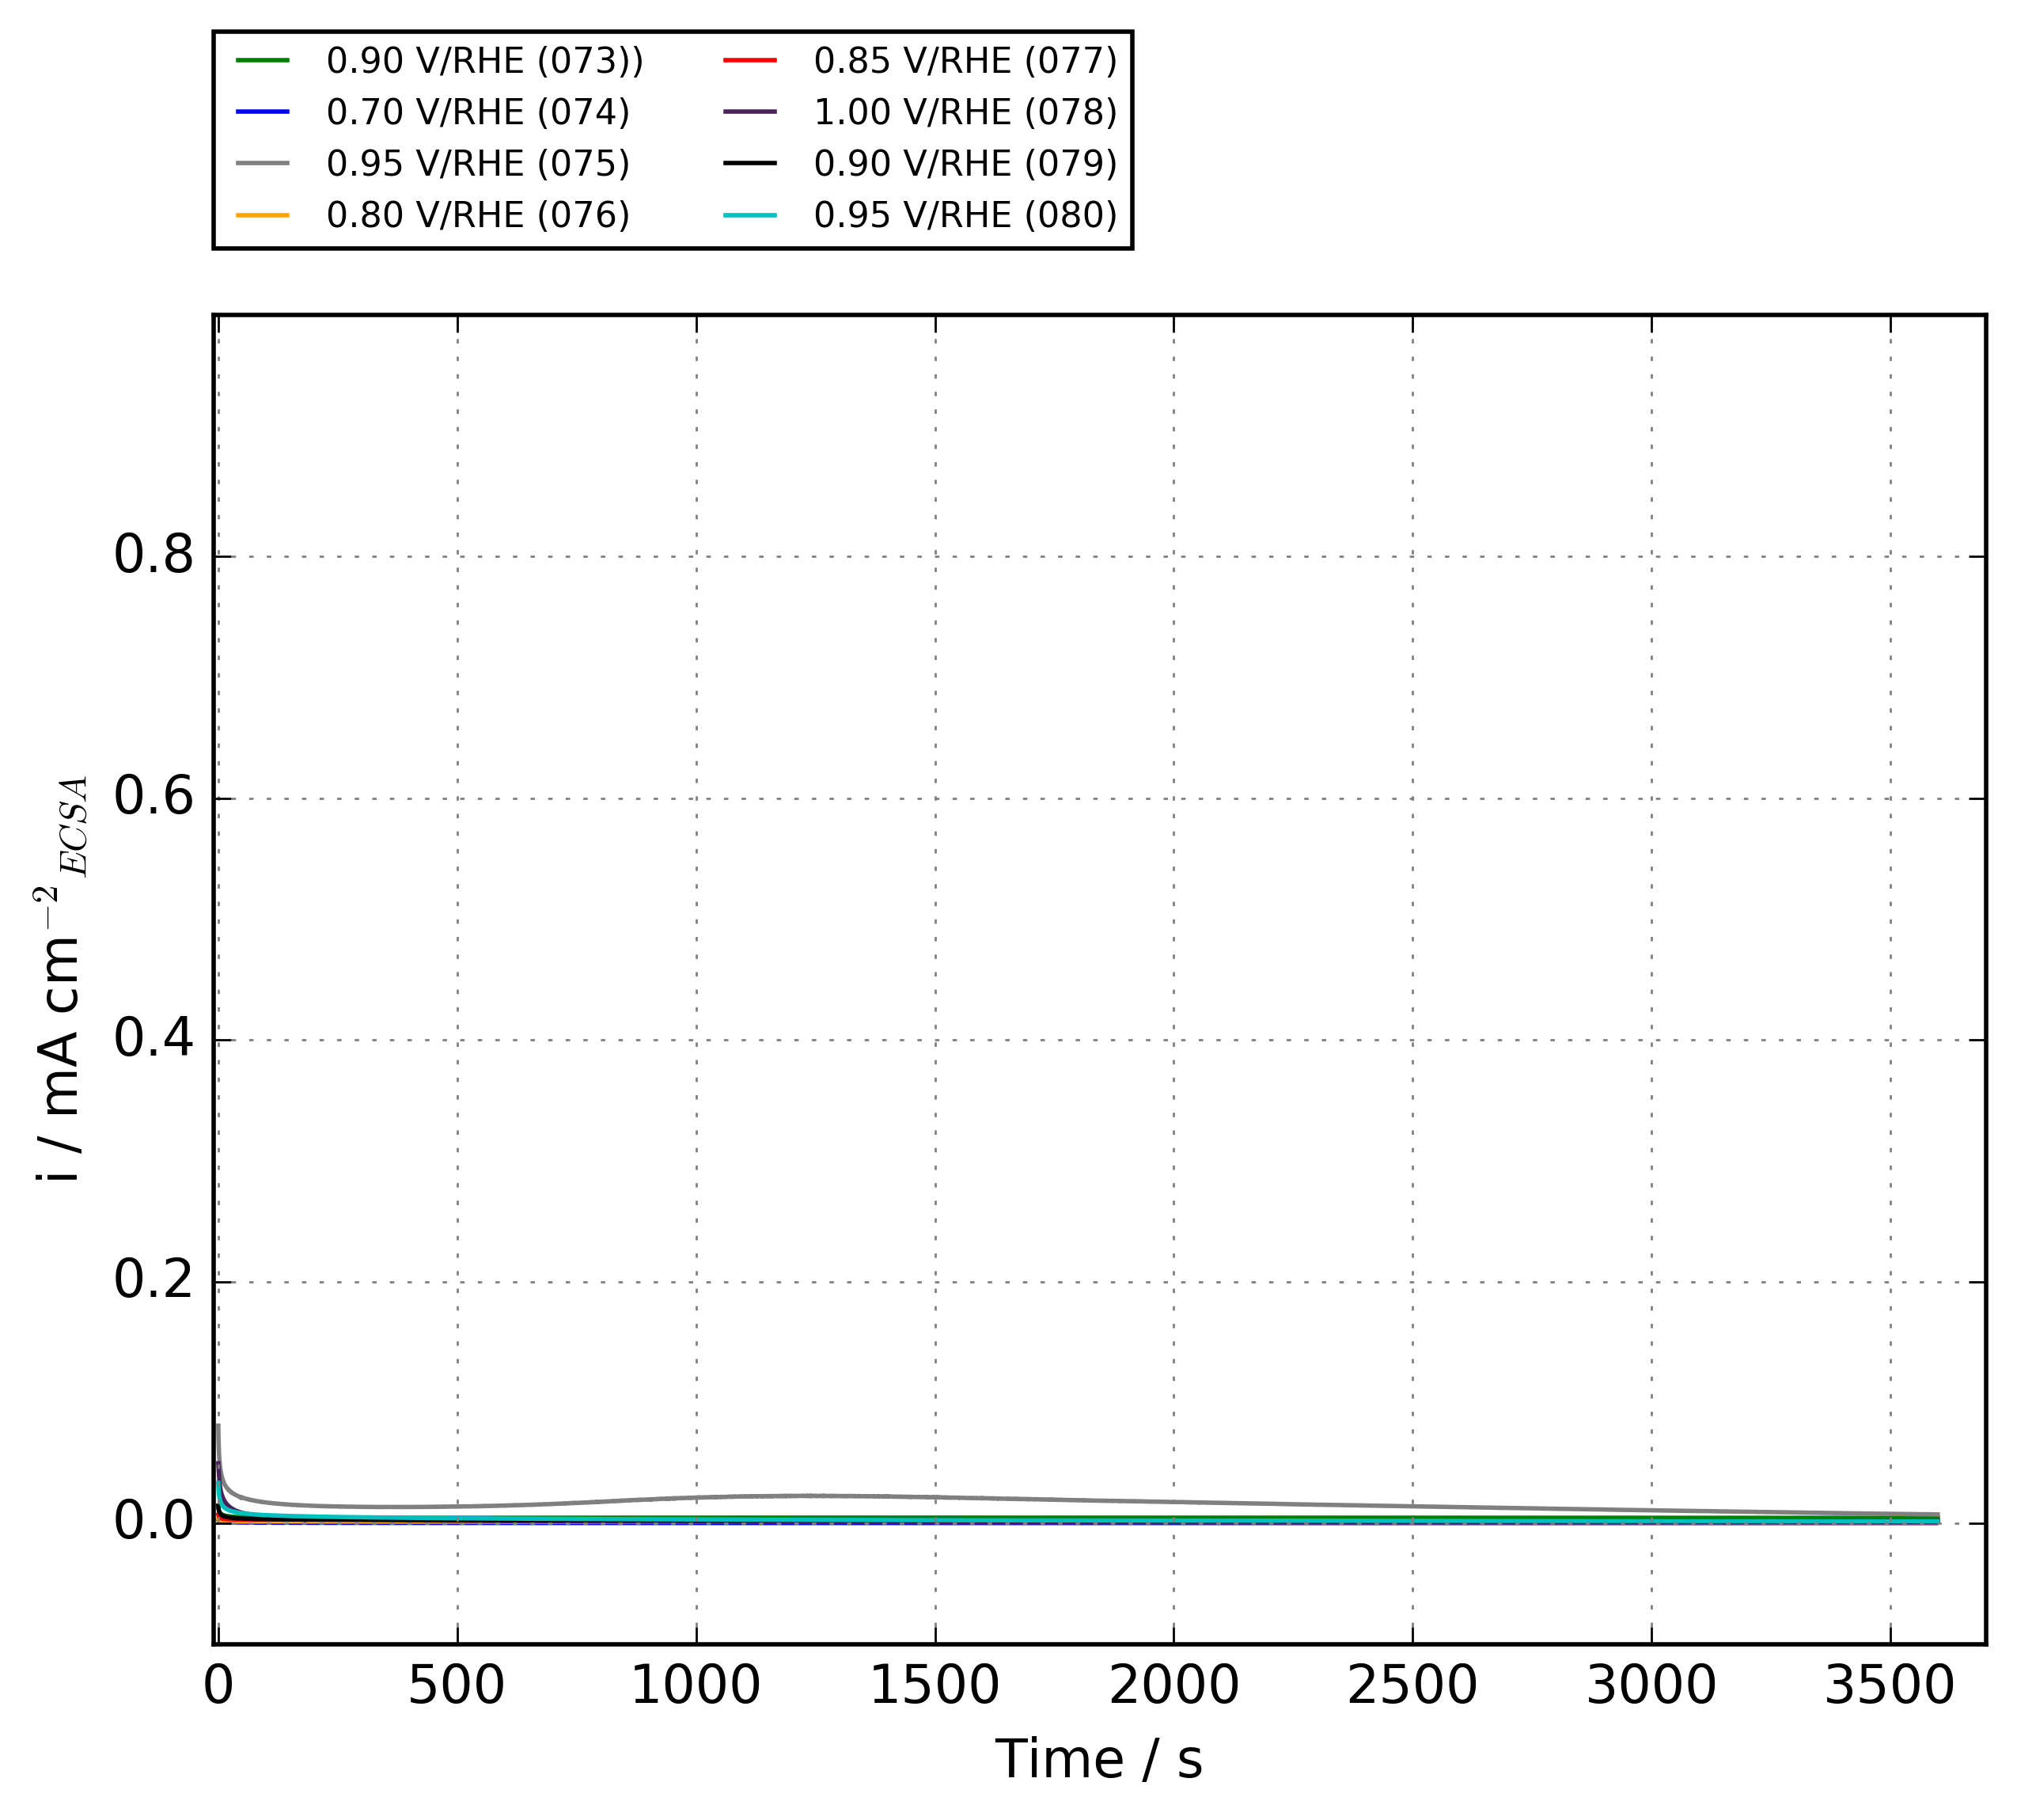 0.90 V/RHE (073))
0.70 V/RHE (074)
0.95 V/RHE (075)
0.80 V/RHE (076)
0.85 V/RHE (077)
1.00 V/RHE (078)
0.90 V/RHE (079)
0.95 V/RHE (080)
i / mA cm⁻² ECSA
0.8
0.6
0.4
0.2
0.0
0 500 1000 1500 2000 2500 3000 3500
Time / s